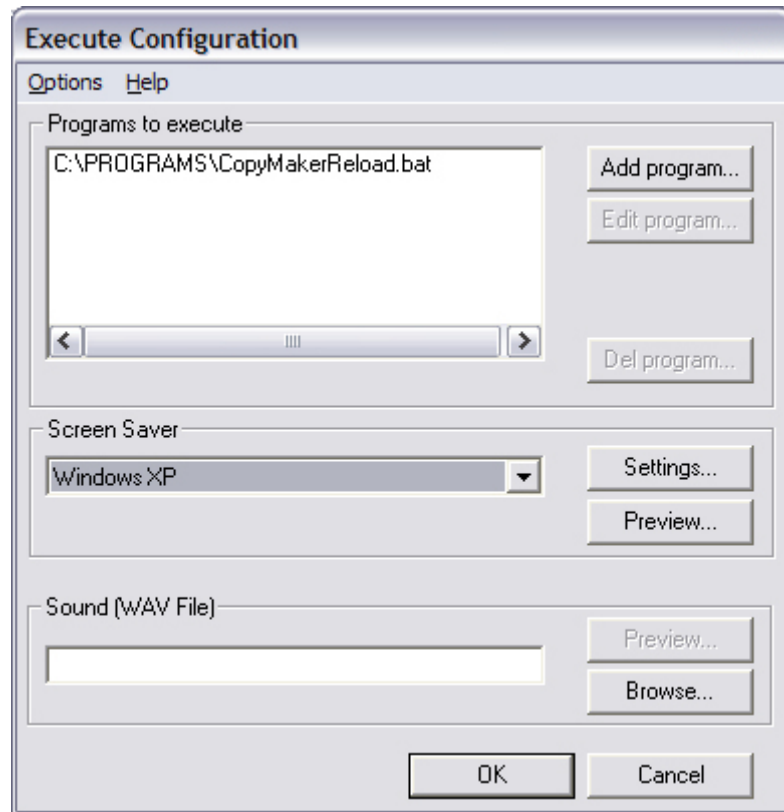 Execute Configuration
Options Help
Programs to execute
C:\PROGRAMS\CopyMakerReload.bat
Add program...
Edit program...
Del program...
Screen Saver
Windows XP
Settings...
Preview...
Sound (WAV File)
Preview...
Browse...
OK
Cancel